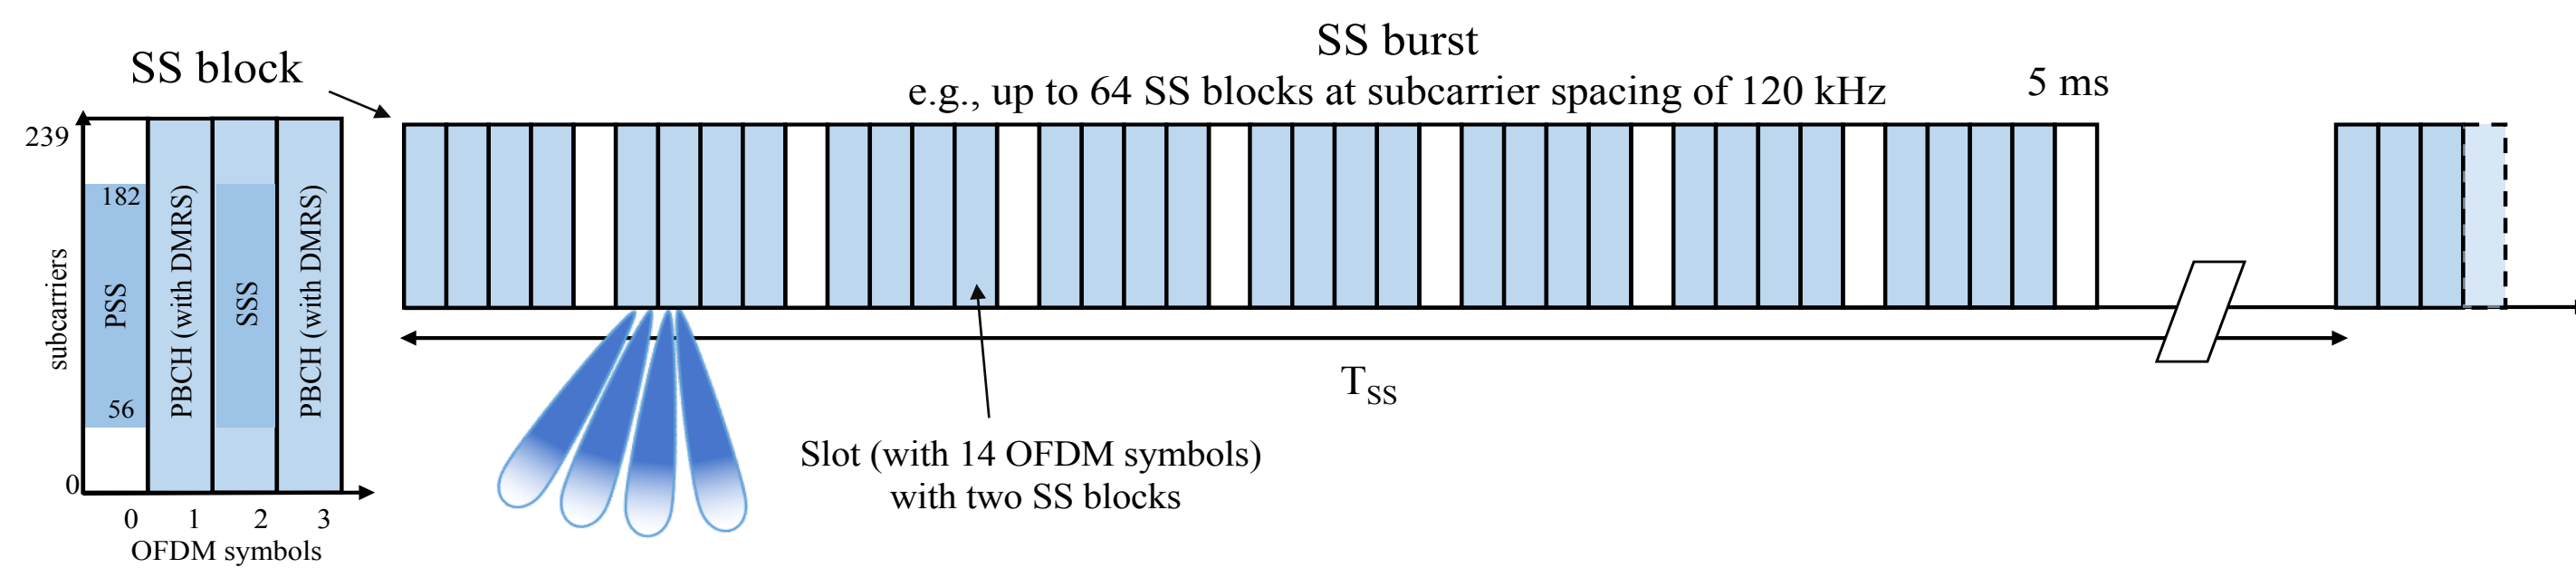 SS block
SS burst
e.g., up to 64 SS blocks at subcarrier spacing of 120 kHz
5 ms
239
182
56
0
subcarriers
PSS
PBCH (with DMRS)
SSS
PBCH (with DMRS)
0 1 2 3
OFDM symbols
TSS
Slot (with 14 OFDM symbols)
with two SS blocks